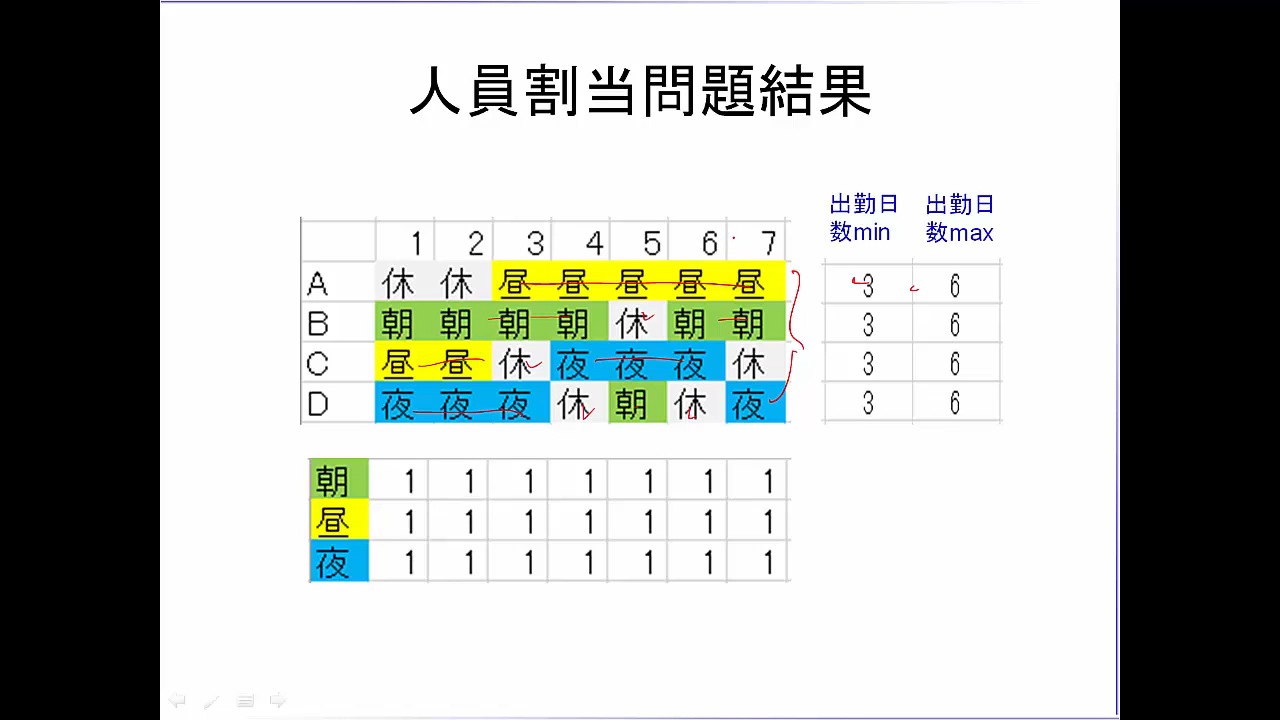 人員割当問題結果
出勤日数min 出勤日数max
1 2 3 4 5 6 7
A 休 休 昼 昼 昼 昼 昼 3 6
B 朝 朝 朝 朝 休 朝 朝 3 6
C 昼 昼 休 夜 夜 夜 休 3 6
D 夜 夜 夜 休 朝 休 夜 3 6
朝 1 1 1 1 1 1 1
昼 1 1 1 1 1 1 1
夜 1 1 1 1 1 1 1